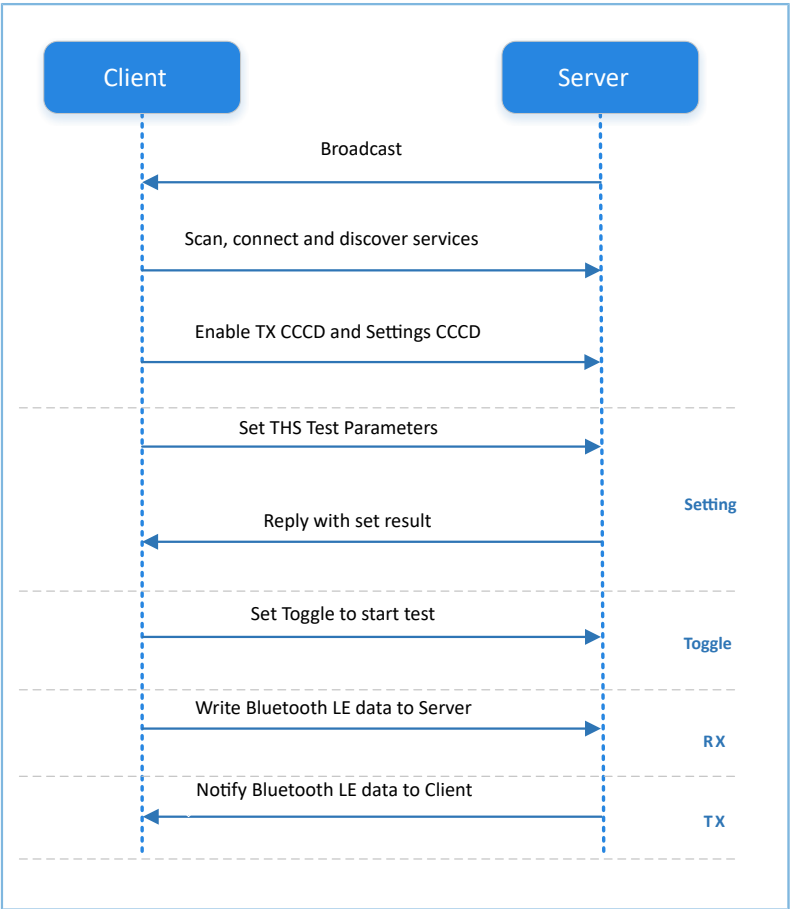 Client
Server
Broadcast
Scan, connect and discover services
Enable TX CCCD and Settings CCCD
Set THS Test Parameters
Setting
Reply with set result
Set Toggle to start test
Toggle
Write Bluetooth LE data to Server
RX
Notify Bluetooth LE data to Client
TX